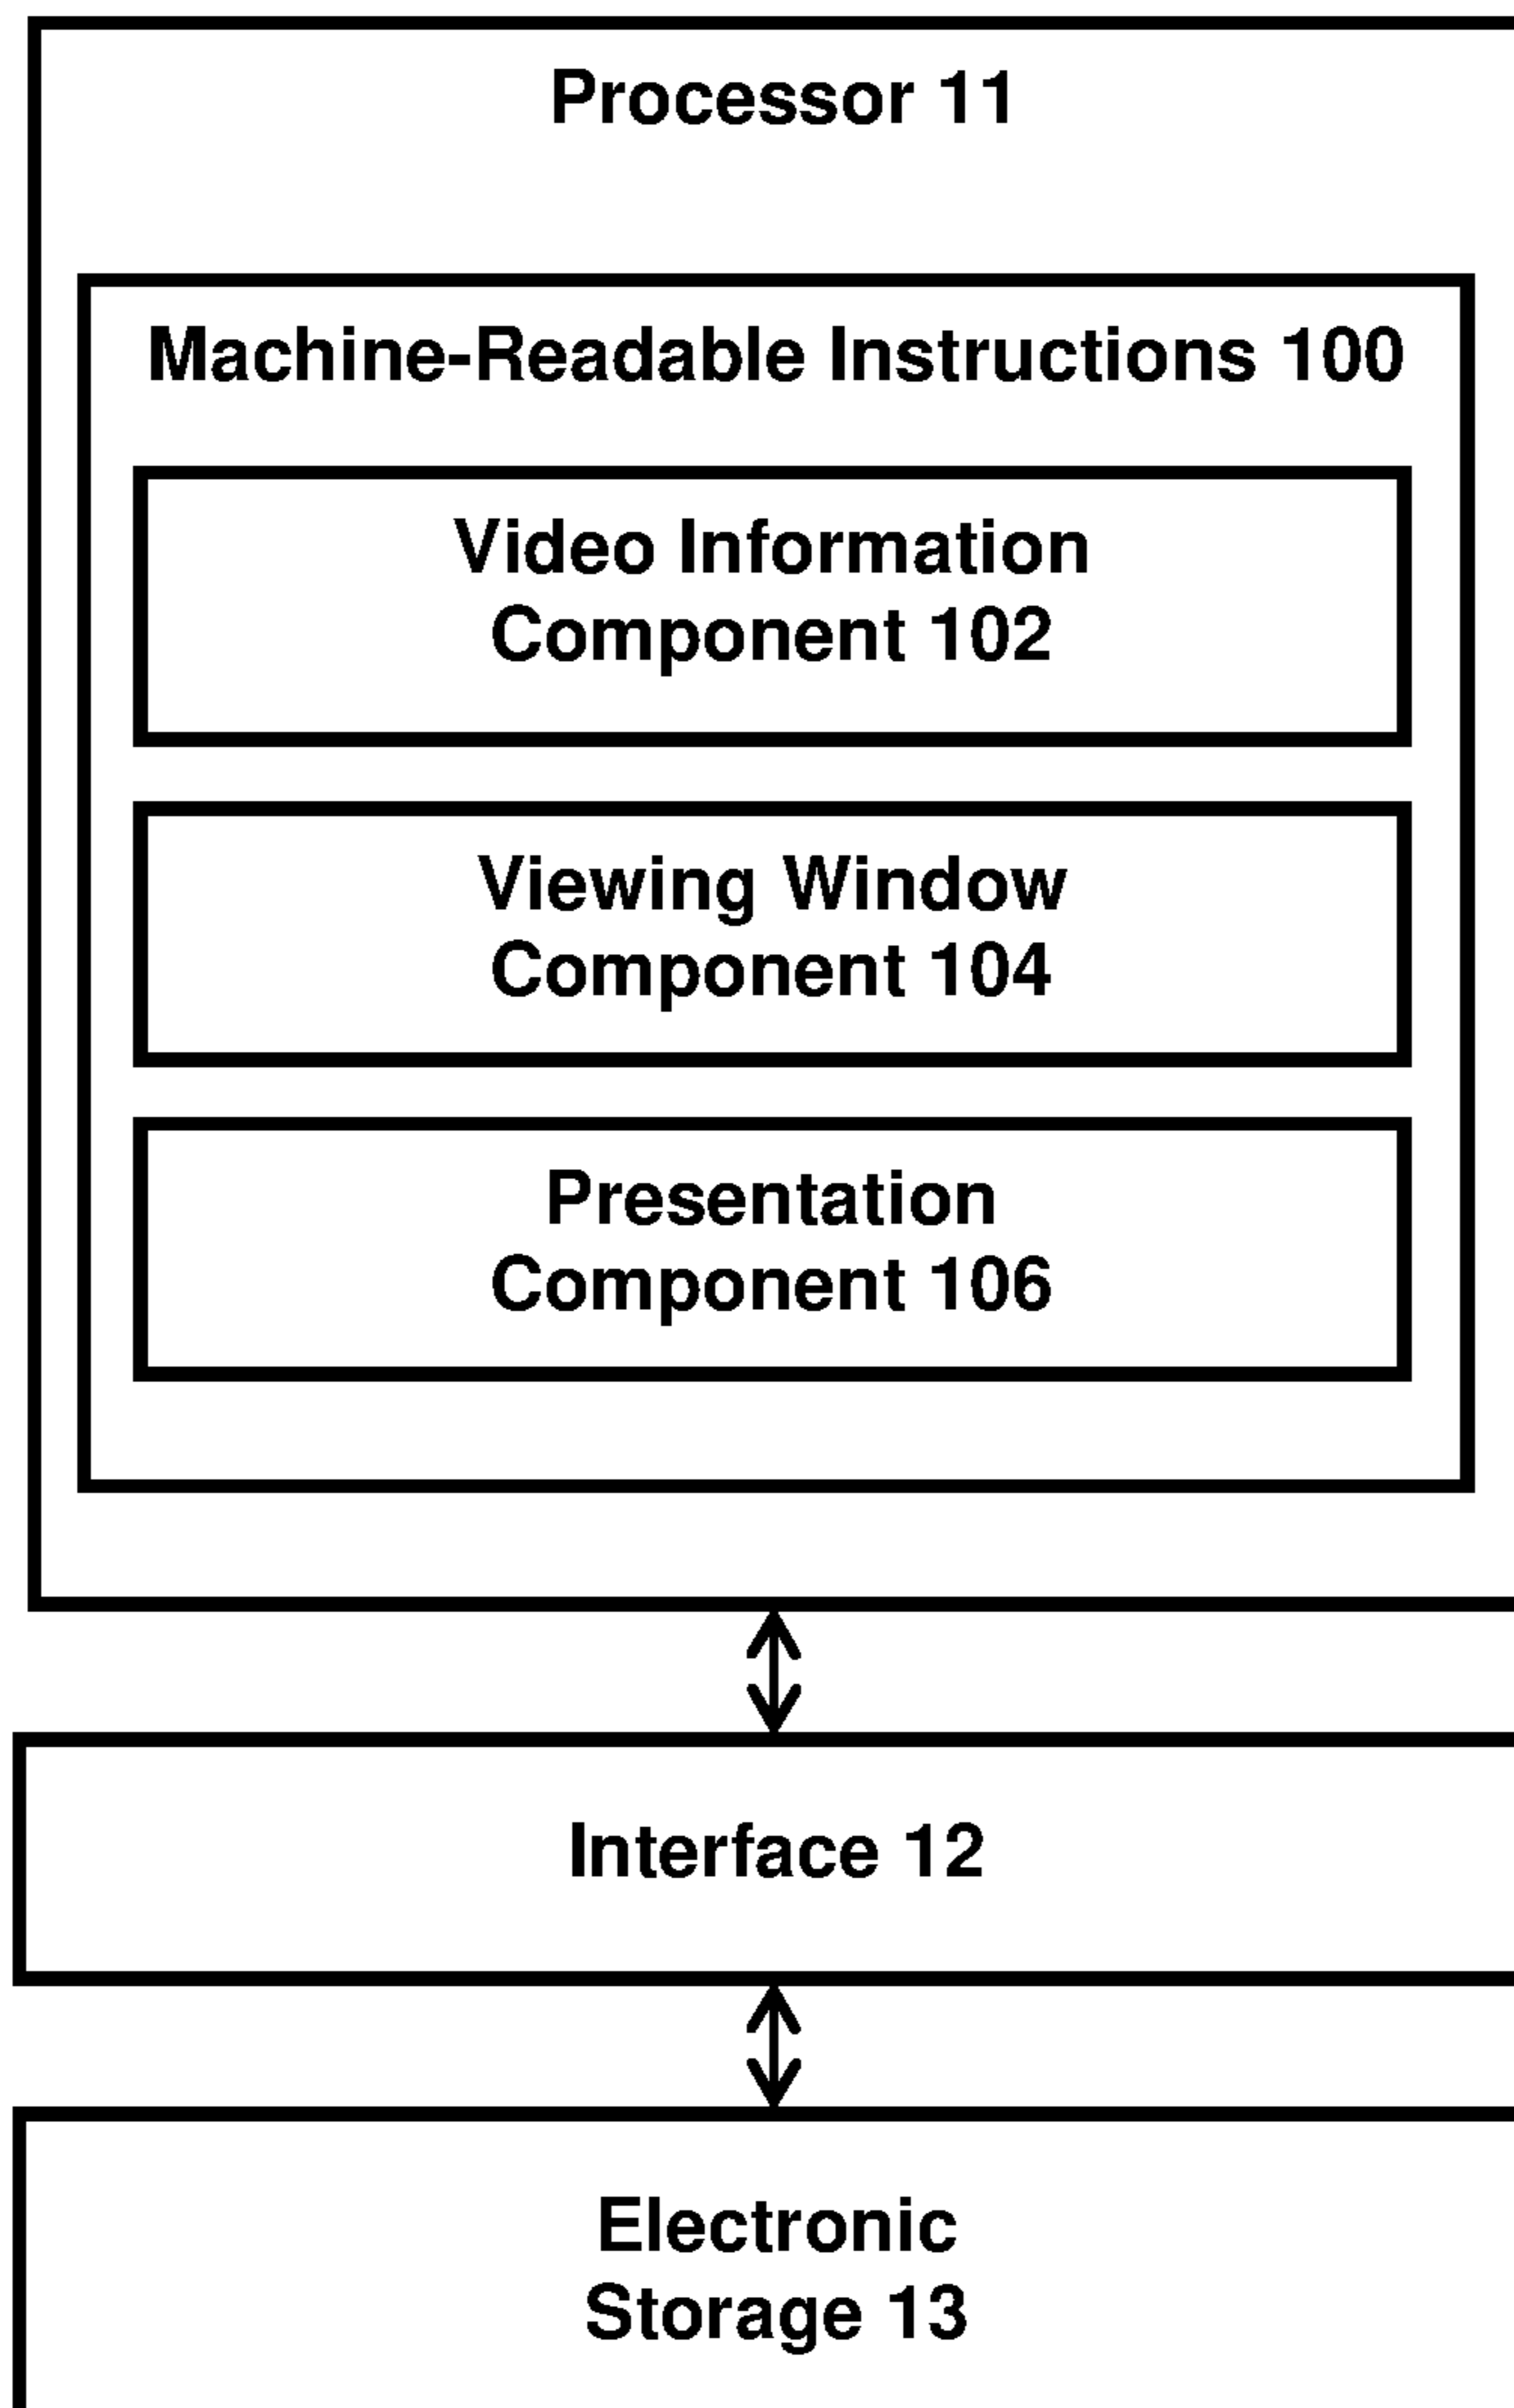 Processor 11
Machine-Readable Instructions 100
Video Information
Component 102
Viewing Window
Component 104
Presentation
Component 106
Interface 12
Electronic
Storage 13